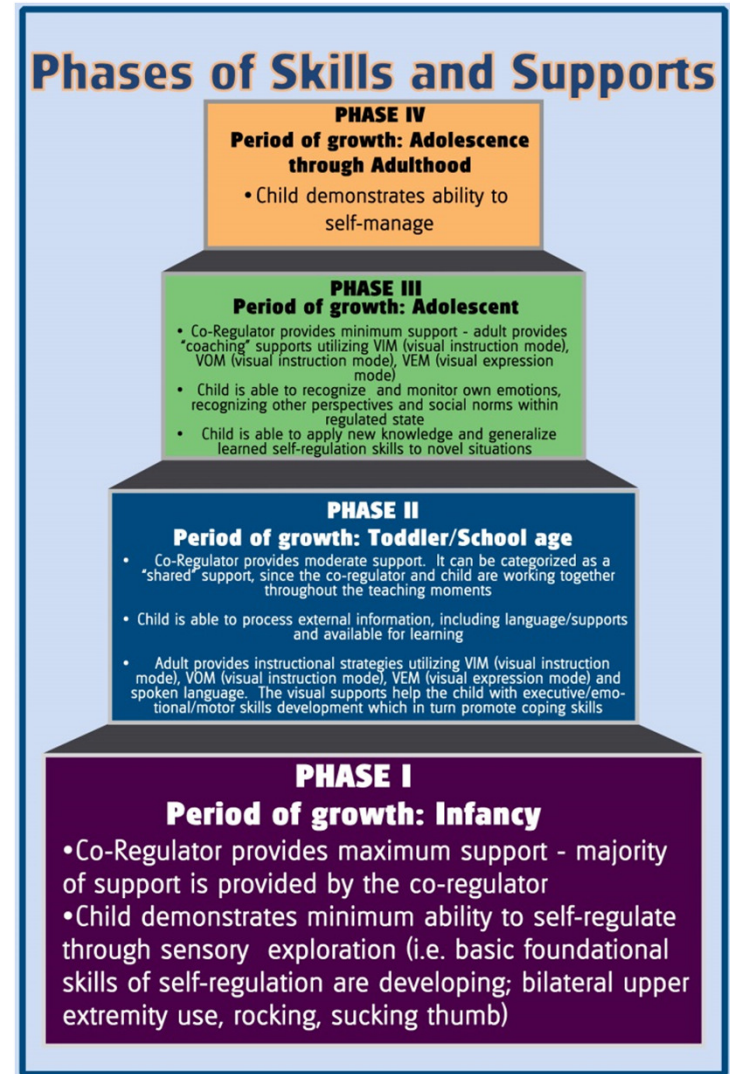 Phases of Skills and Supports
PHASE IV
Period of growth: Adolescence
through Adulthood
• Child demonstrates ability to
self-manage
PHASE III
Period of growth: Adolescent
• Co-Regulator provides minimum support - adult provides
"coaching" supports utilizing VIM (visual instruction mode),
VOM (visual instruction mode), VEM (visual expression
mode)
• Child is able to recognize and monitor own emotions,
recognizing other perspectives and social norms within
regulated state
• Child is able to apply new knowledge and generalize
learned self-regulation skills to novel situations
PHASE II
Period of growth: Toddler/School age
• Co-Regulator provides moderate support. It can be categorized as a
"shared" support, since the co-regulator and child are working together
throughout the teaching moments
• Child is able to process external information, including language/supports
and available for learning
• Adult provides instructional strategies utilizing VIM (visual instruction
mode), VOM (visual instruction mode), VEM (visual expression mode) and
spoken language. The visual supports help the child with executive/emo-
tional/motor skills development which in turn promote coping skills
PHASE I
Period of growth: Infancy
•Co-Regulator provides maximum support - majority
of support is provided by the co-regulator
•Child demonstrates minimum ability to self-regulate
through sensory exploration (i.e. basic foundational
skills of self-regulation are developing; bilateral upper
extremity use, rocking, sucking thumb)